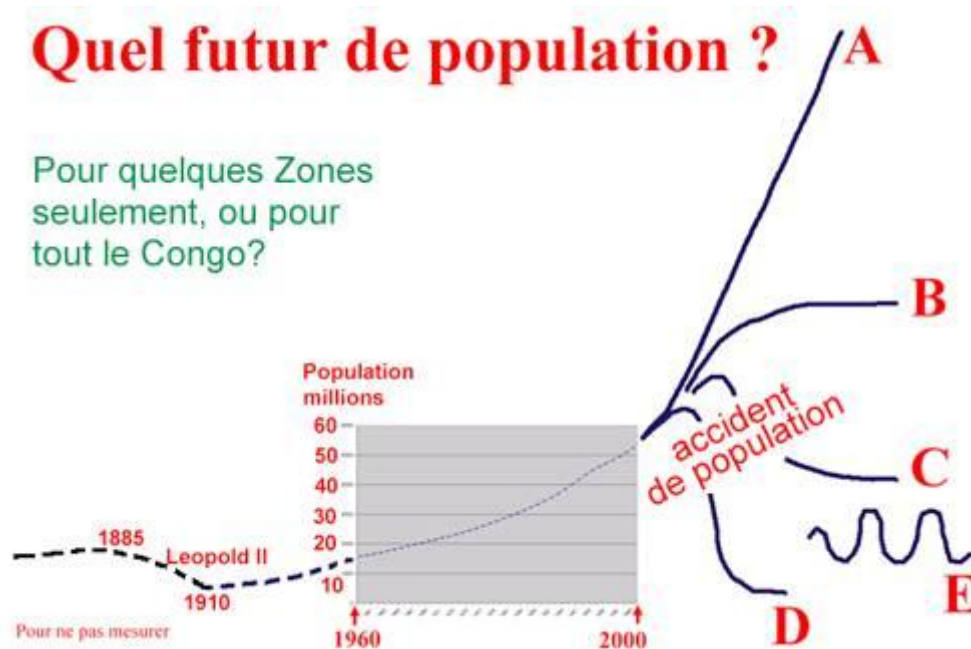 Quel futur de population ?
A
Pour quelques Zones
seulement, ou pour
tout le Congo?
B
Population
millions
60
50
40
30
20
10
accident
de population
C
1885
Leopold II
1910
E
D
Pour ne pas mesurer
1960
2000